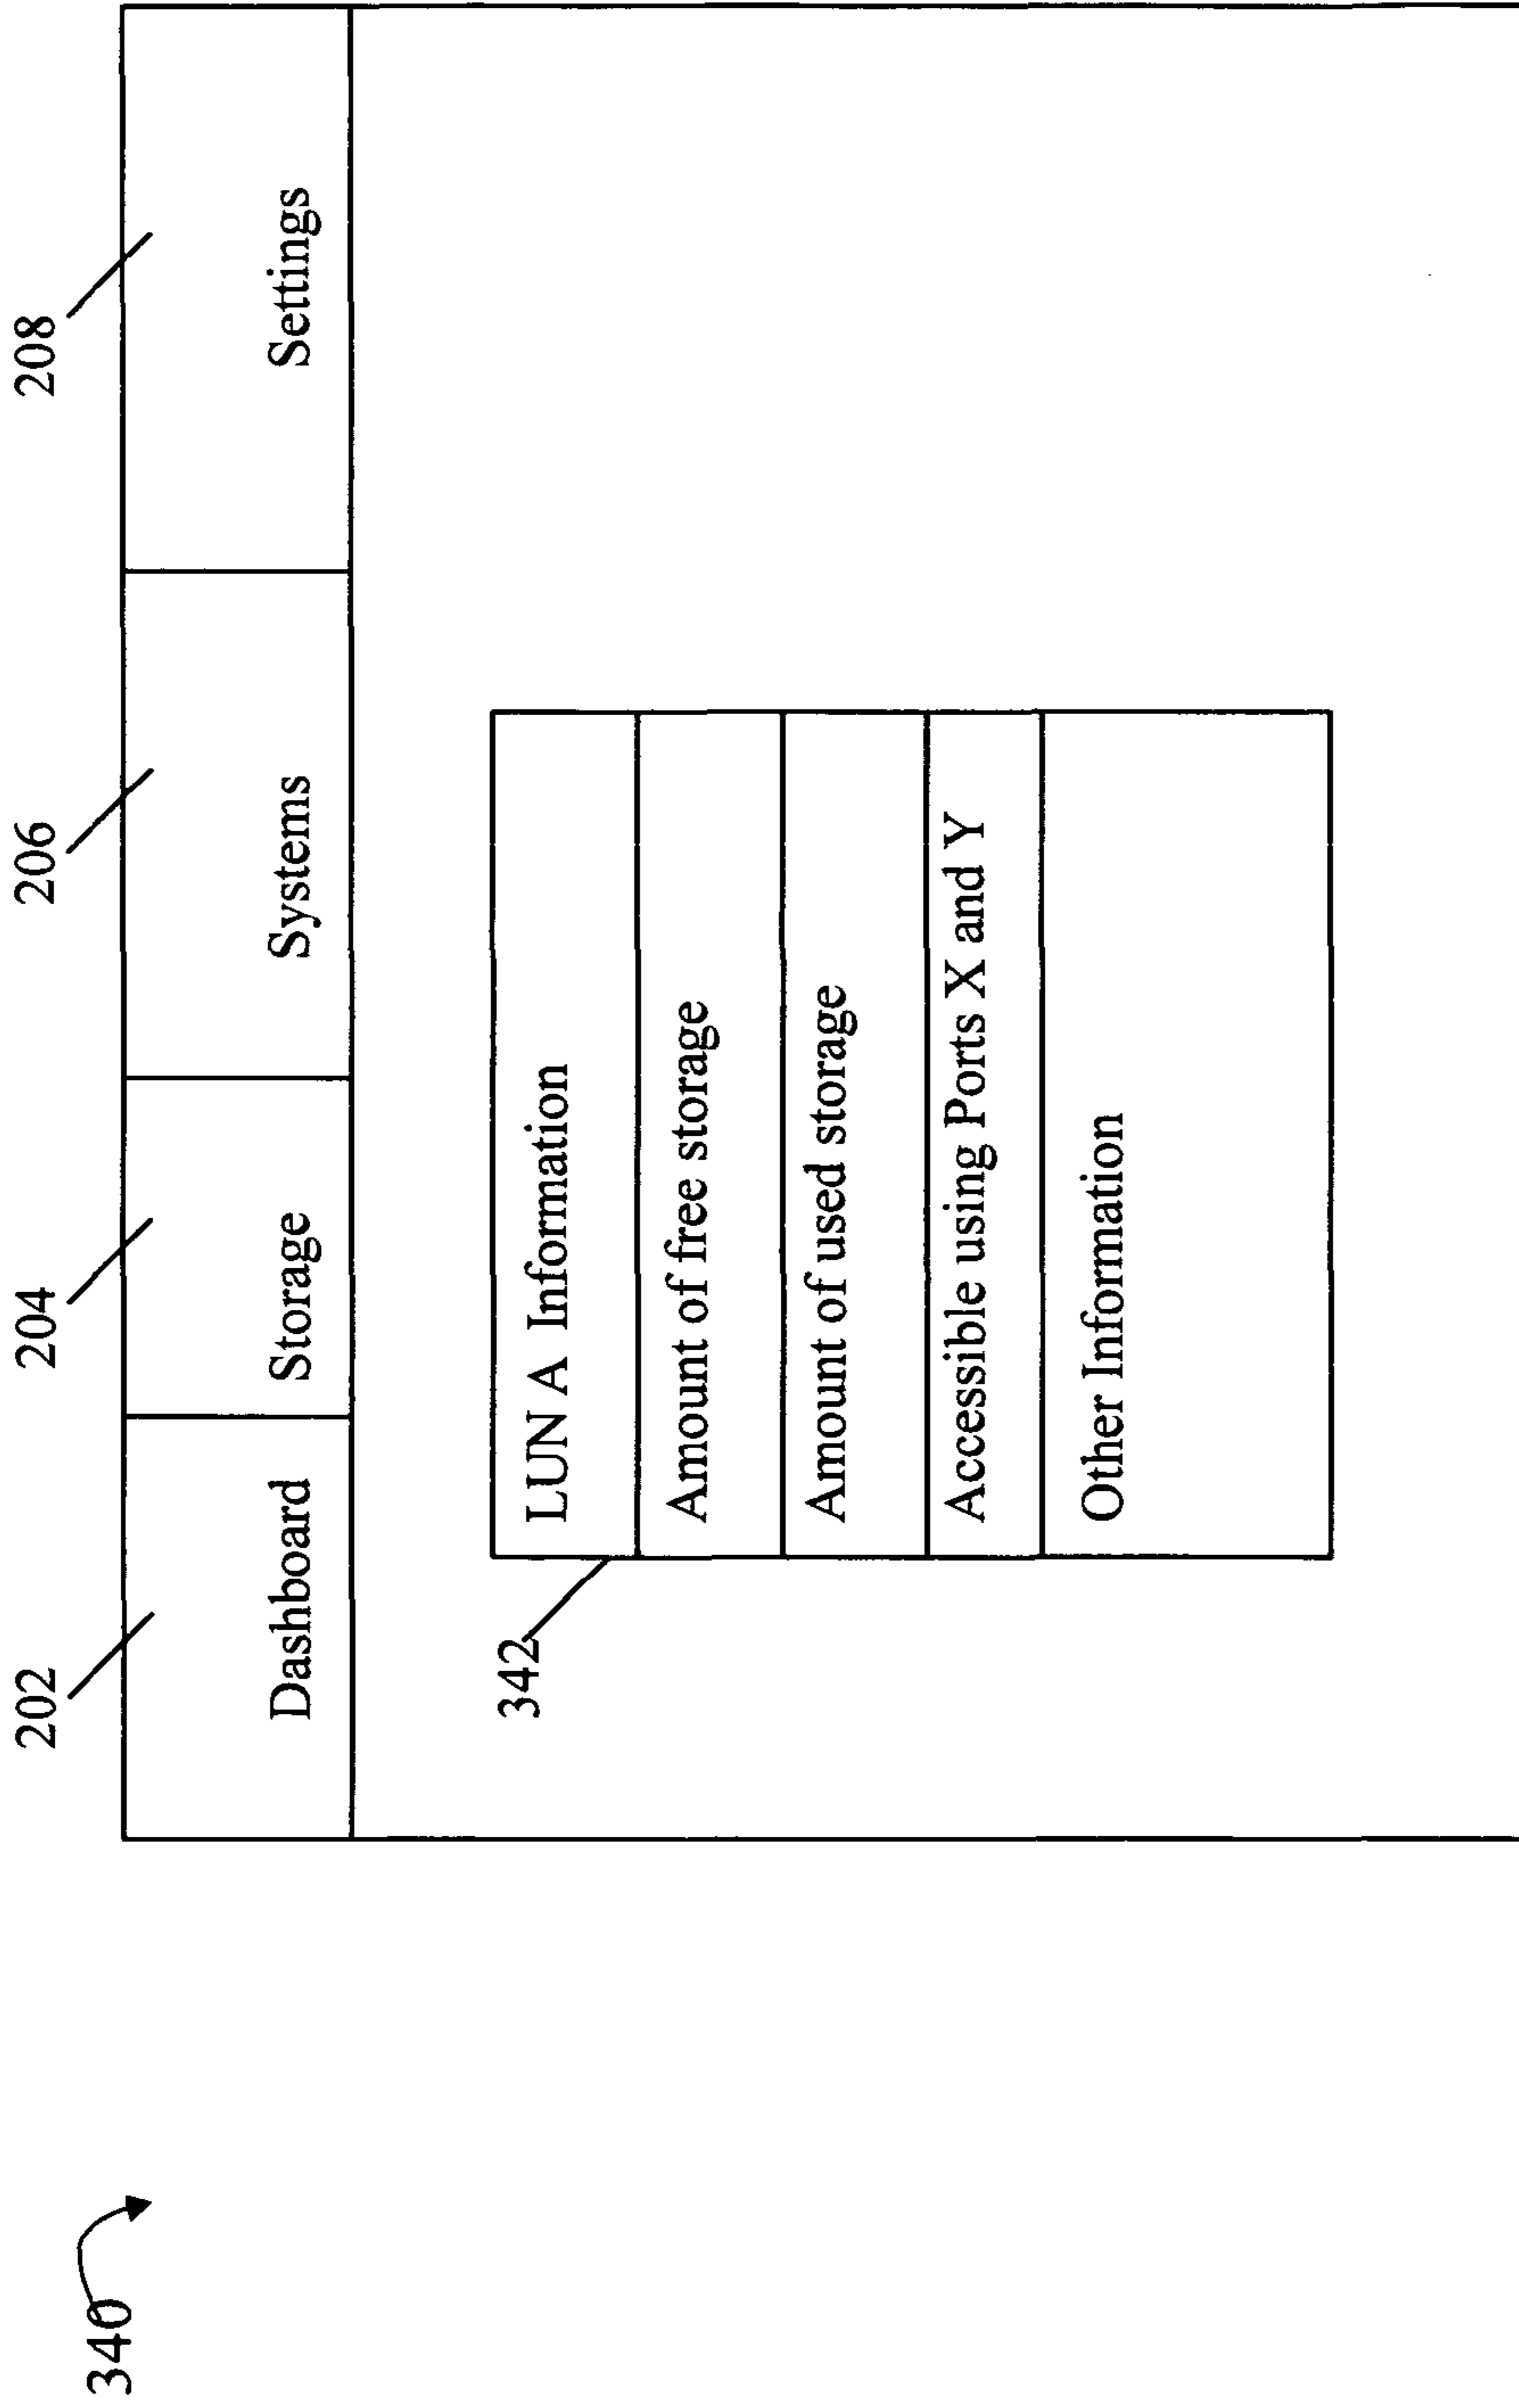 340
202
204
206
208
Dashboard
Storage
Systems
Settings
342
LUN A Information
Amount of free storage
Amount of used storage
Accessible using Ports X and Y
Other Information